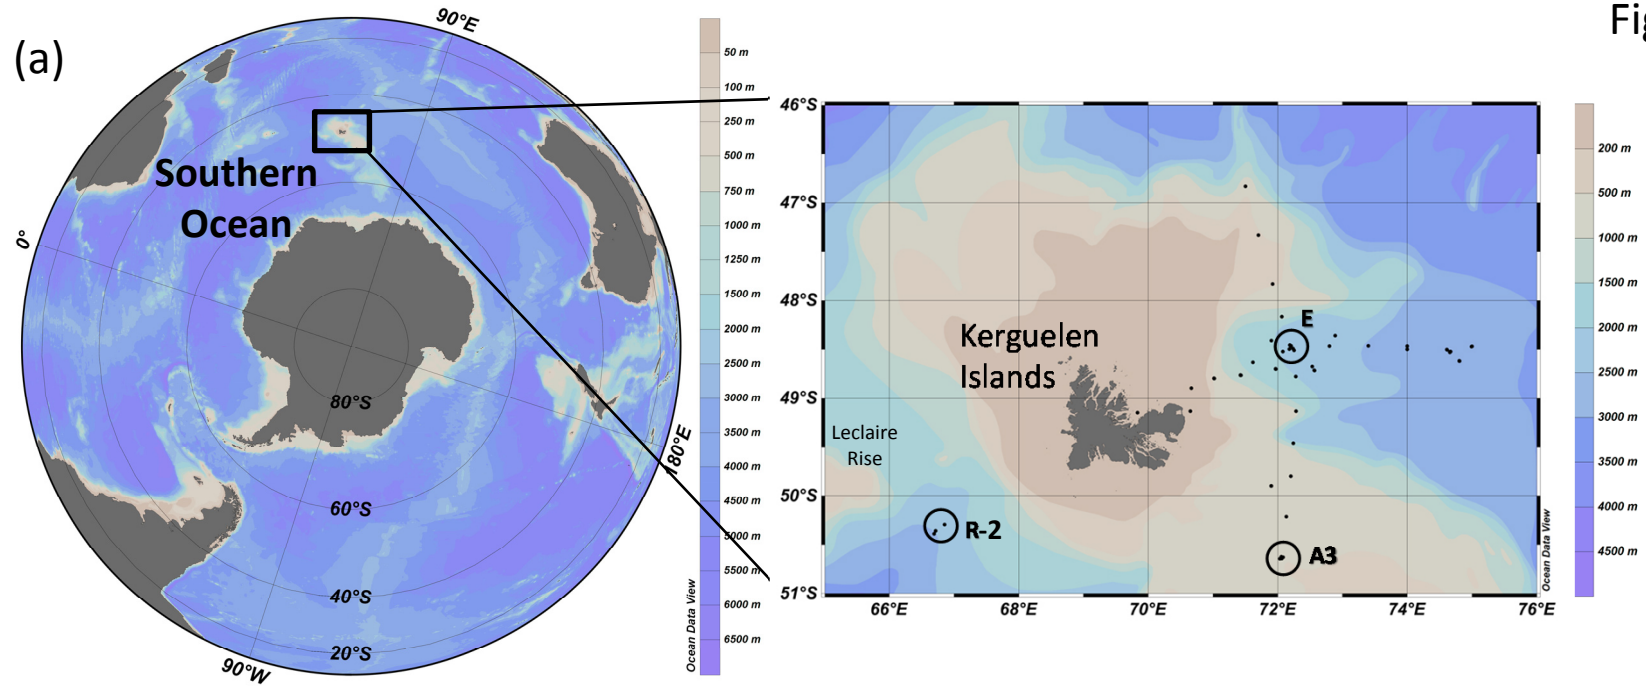 Fig
(a)
90°E
Southern
Ocean
0°
80°S
180°E
60°S
40°S
20°S
90°W
50 m
100 m
250 m
500 m
750 m
1000 m
1250 m
1500 m
2000 m
2500 m
3000 m
3500 m
4000 m
4500 m
5000 m
5500 m
6000 m
6500 m
Ocean Data View
46°S
47°S
48°S
49°S
50°S
51°S
E
Kerguelen
Islands
Leclaire
Rise
R-2
A3
66°E
68°E
70°E
72°E
74°E
76°E
Ocean Data View
200 m
500 m
1000 m
1500 m
2000 m
2500 m
3000 m
3500 m
4000 m
4500 m